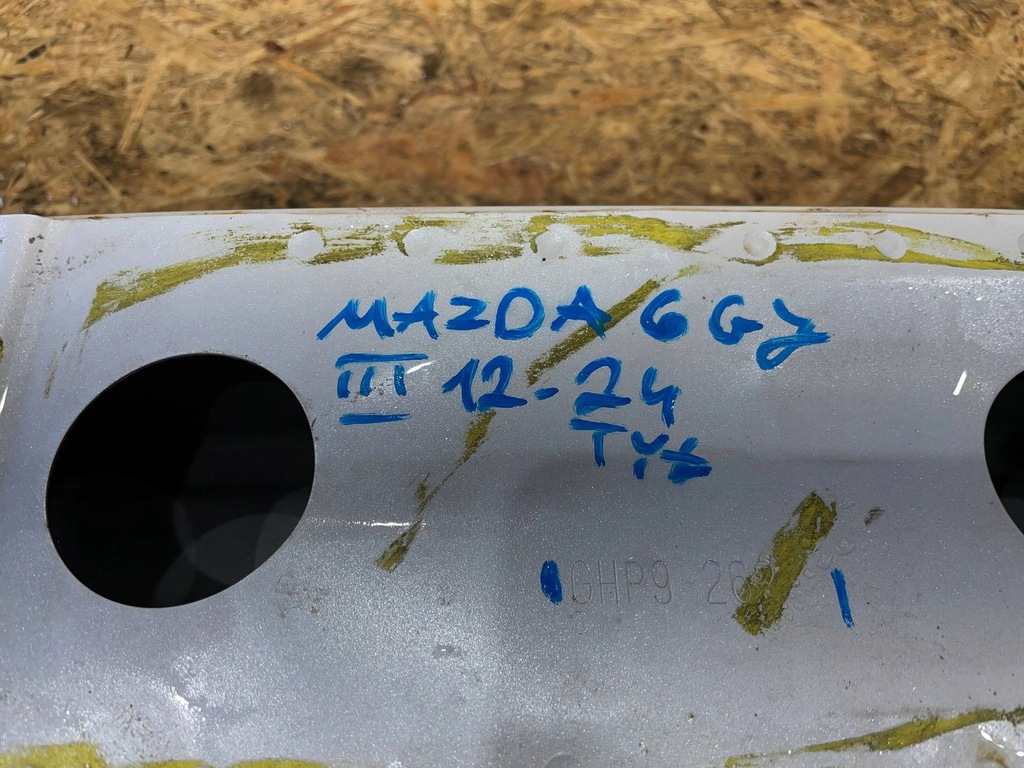 MAZDA 6 GJ
III 12-24
TYŁ
GHP9